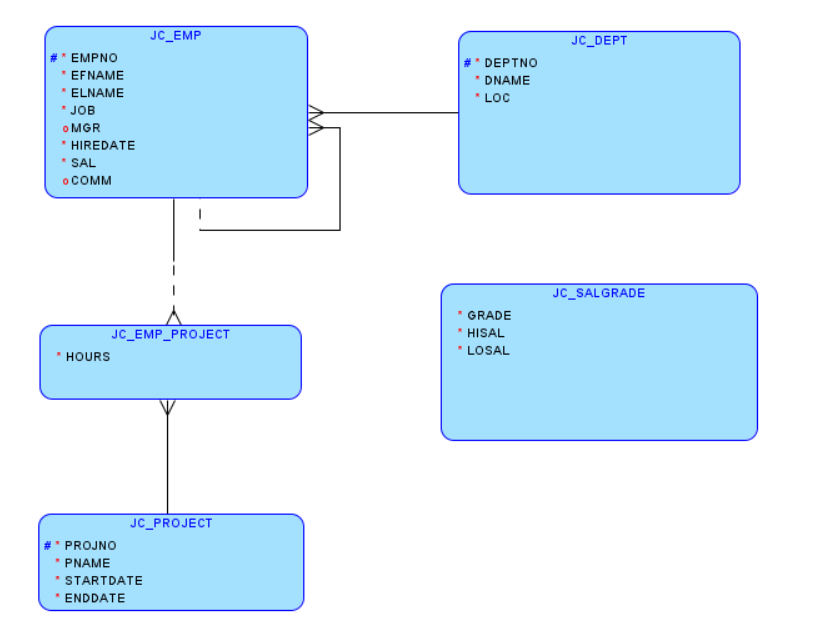 JC_EMP
# * EMPNO
* EFNAME
* ELNAME
* JOB
o MGR
* HIREDATE
* SAL
o COMM
JC_DEPT
# * DEPTNO
* DNAME
* LOC
JC_SALGRADE
* GRADE
* HISAL
* LOSAL
JC_EMP_PROJECT
* HOURS
JC_PROJECT
# * PROJNO
* PNAME
* STARTDATE
* ENDDATE